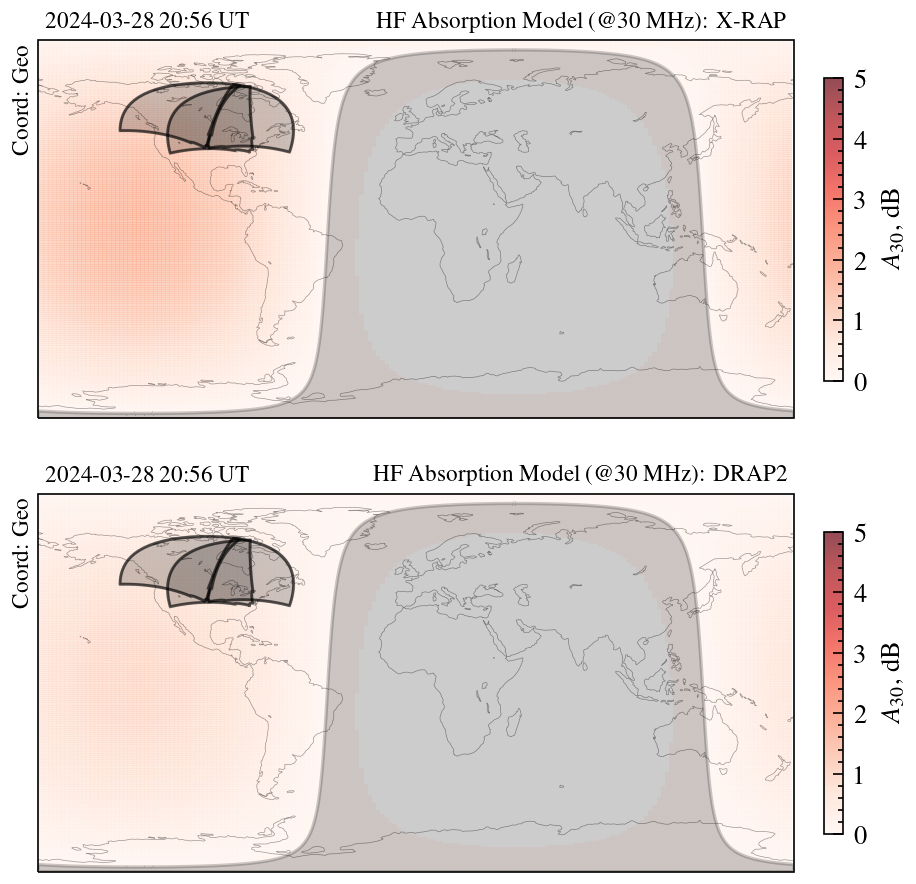 2024-03-28 20:56 UT
HF Absorption Model (@30 MHz): X-RAP
Coord: Geo
5
4
3
2
1
0
A30, dB
2024-03-28 20:56 UT
HF Absorption Model (@30 MHz): DRAP2
Coord: Geo
5
4
3
2
1
0
A30, dB